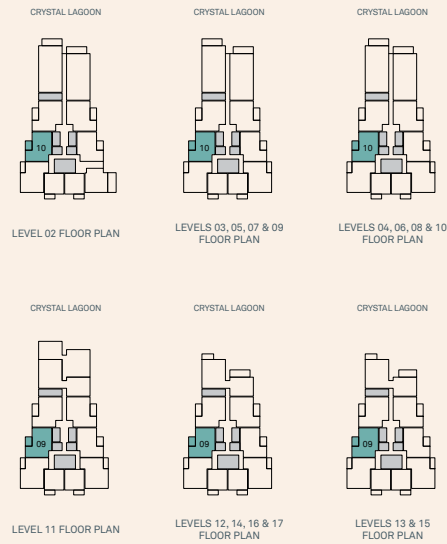 CRYSTAL LAGOON
CRYSTAL LAGOON
CRYSTAL LAGOON
10
10
10
LEVEL 02 FLOOR PLAN
LEVELS 03, 05, 07 & 09
FLOOR PLAN
LEVELS 04, 06, 08 & 10
FLOOR PLAN
CRYSTAL LAGOON
CRYSTAL LAGOON
CRYSTAL LAGOON
09
09
09
LEVEL 11 FLOOR PLAN
LEVELS 12, 14, 16 & 17
FLOOR PLAN
LEVELS 13 & 15
FLOOR PLAN